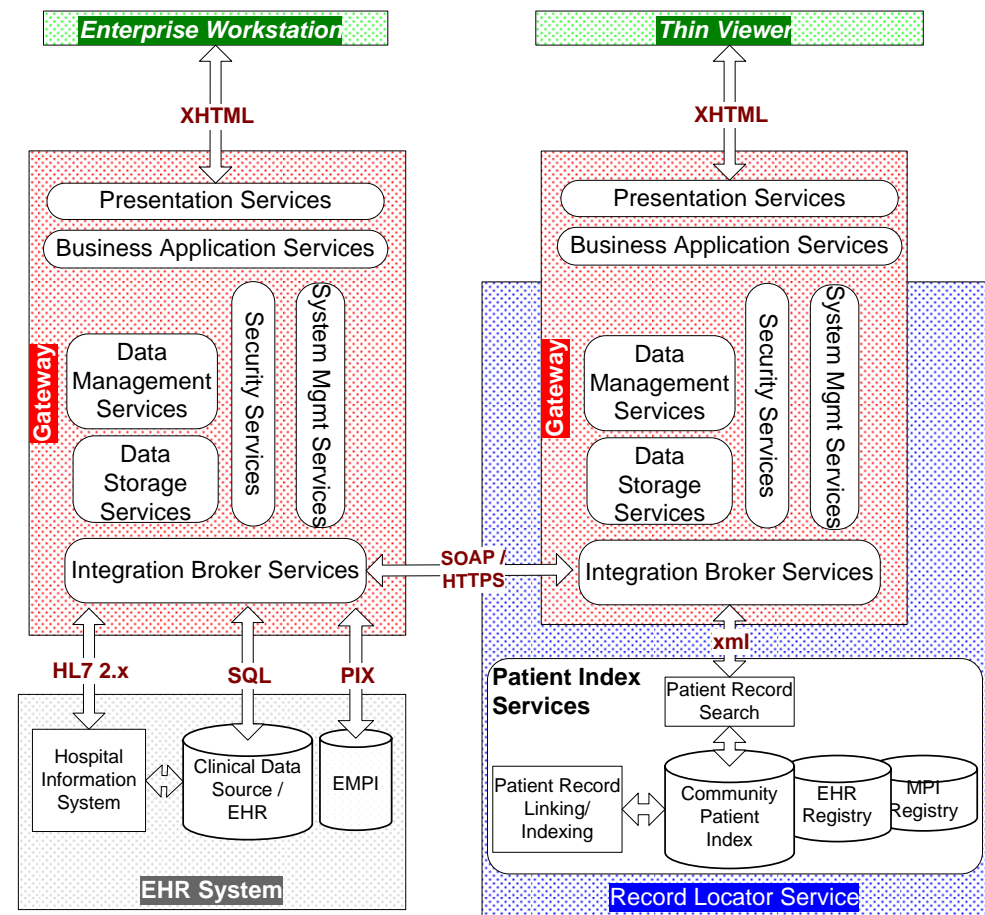 Enterprise Workstation
XHTML
Presentation Services
Business Application Services
Gateway
Data
Management
Services
Data
Storage
Services
Security Services
System Mgmt Services
Integration Broker Services
SOAP /
HTTPS
HL7 2.x
SQL
PIX
Hospital
Information
System
Clinical Data
Source /
EHR
EMPI
EHR System
Thin Viewer
XHTML
Presentation Services
Business Application Services
Gateway
Data
Management
Services
Data
Storage
Services
Security Services
System Mgmt Services
Integration Broker Services
xml
Patient Index
Services
Patient Record
Search
Patient Record
Linking/
Indexing
Community
Patient
Index
EHR
Registry
MPI
Registry
Record Locator Service